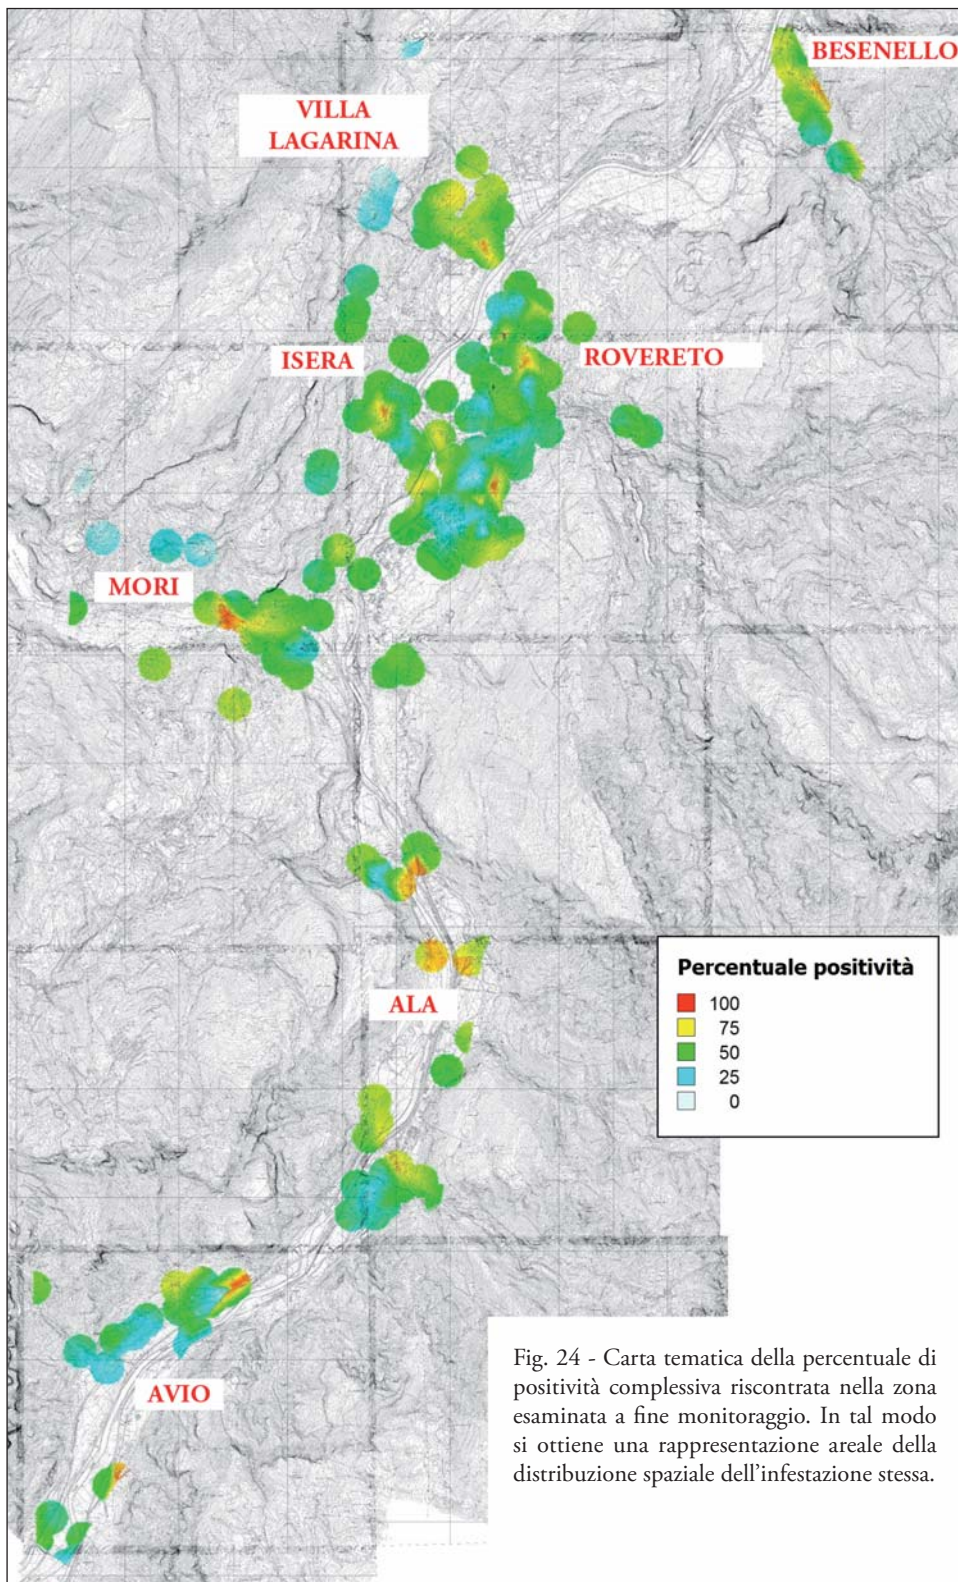 BESENELLO
VILLA
LAGARINA
ISERA
ROVERETO
MORI
ALA
Percentuale positività
100
75
50
25
0
AVIO
Fig. 24 - Carta tematica della percentuale di
positività complessiva riscontrata nella zona
esaminata a fine monitoraggio. In tal modo
si ottiene una rappresentazione areale della
distribuzione spaziale dell'infestazione stessa.